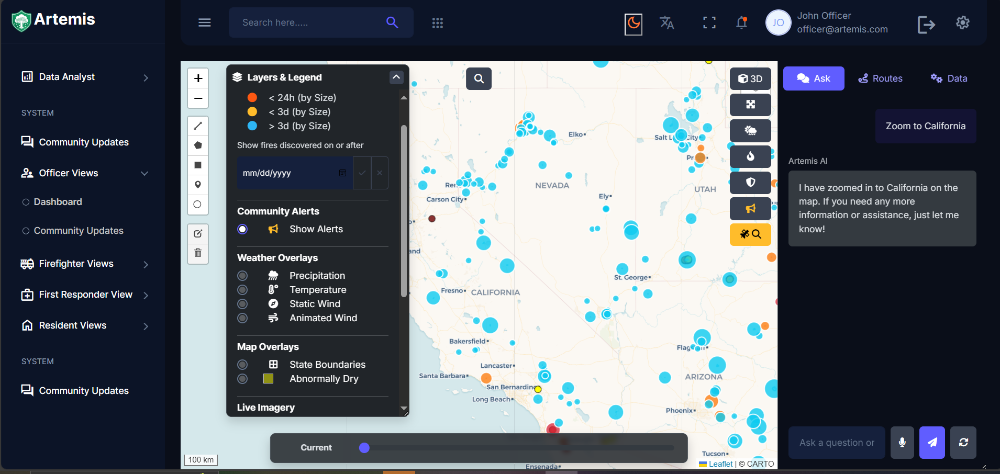 Artemis
Search here.....
JO
John Officer
officer@artemis.com
Data Analyst
SYSTEM
Community Updates
Officer Views
Dashboard
Community Updates
Firefighter Views
First Responder View
Resident Views
SYSTEM
Community Updates
+
−
Layers & Legend
< 24h (by Size)
< 3d (by Size)
> 3d (by Size)
Show fires discovered on or after
mm/dd/yyyy
Community Alerts
Show Alerts
Weather Overlays
Precipitation
Temperature
Static Wind
Animated Wind
Map Overlays
State Boundaries
Abnormally Dry
Live Imagery
Elko
Salt L City
NEVADA
UTAH
Carson City
Ely
St. George
Fresno
CALIFORNIA
Bakersfield
Lancaster
Santa Barbara
San Bernardino
Long Beach
ARIZONA
Phoenix
Tucson
Ensenada
3D
Current
100 km
Leaflet | © CARTO
Ask
Routes
Data
Zoom to California
Artemis AI
I have zoomed in to California on the
map. If you need any more
information or assistance, just let me
know!
Ask a question or